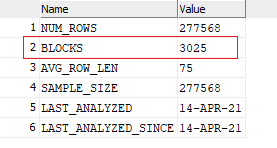 Name Value
1 NUM_ROWS 277568
2 BLOCKS 3025
3 AVG_ROW_LEN 75
4 SAMPLE_SIZE 277568
5 LAST_ANALYZED 14-APR-21
6 LAST_ANALYZED_SINCE 14-APR-21